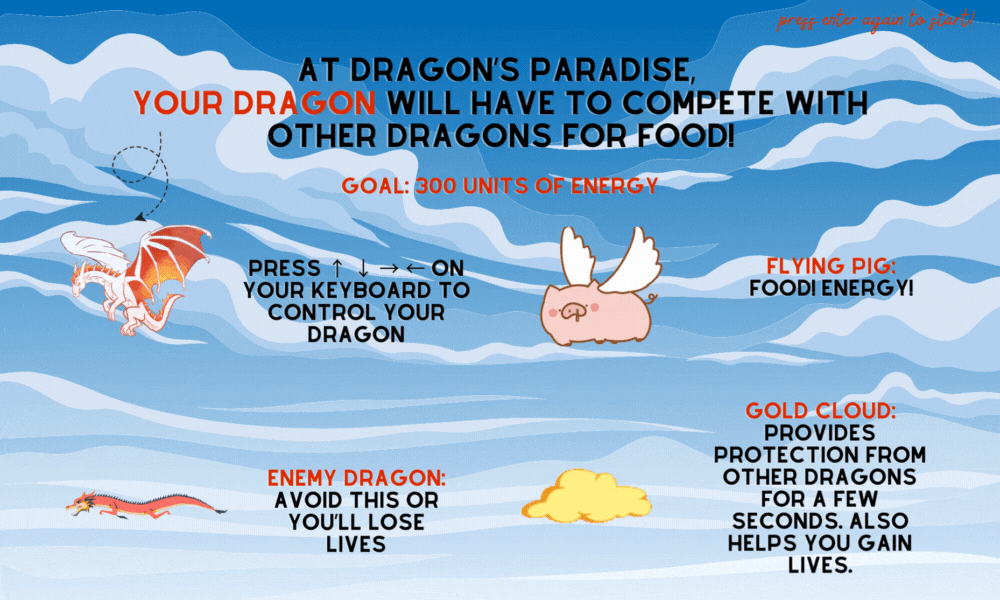 press enter again to start!
AT DRAGON'S PARADISE,
YOUR DRAGON WILL HAVE TO COMPETE WITH
OTHER DRAGONS FOR FOOD!
GOAL: 300 UNITS OF ENERGY
PRESS ↑ ↓ → ← ON
YOUR KEYBOARD TO
CONTROL YOUR
DRAGON
FLYING PIG:
FOOD! ENERGY!
ENEMY DRAGON:
AVOID THIS OR
YOU'LL LOSE
LIVES
GOLD CLOUD:
PROVIDES
PROTECTION FROM
OTHER DRAGONS
FOR A FEW
SECONDS. ALSO
HELPS YOU GAIN
LIVES.